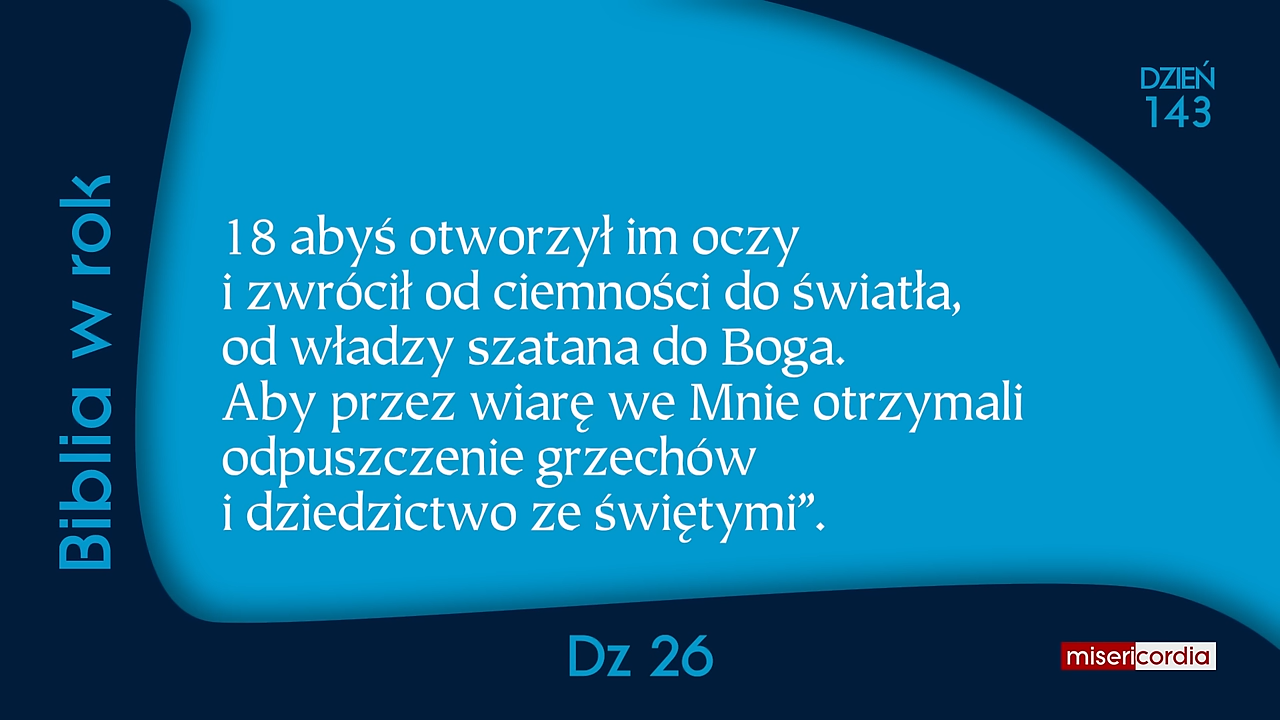 DZIEŃ
143
Biblia w rok
18 abyś otworzył im oczy
i zwrócił od ciemności do światła,
od władzy szatana do Boga.
Aby przez wiarę we Mnie otrzymali
odpuszczenie grzechów
i dziedzictwo ze świętymi”.
Dz 26
misericordia